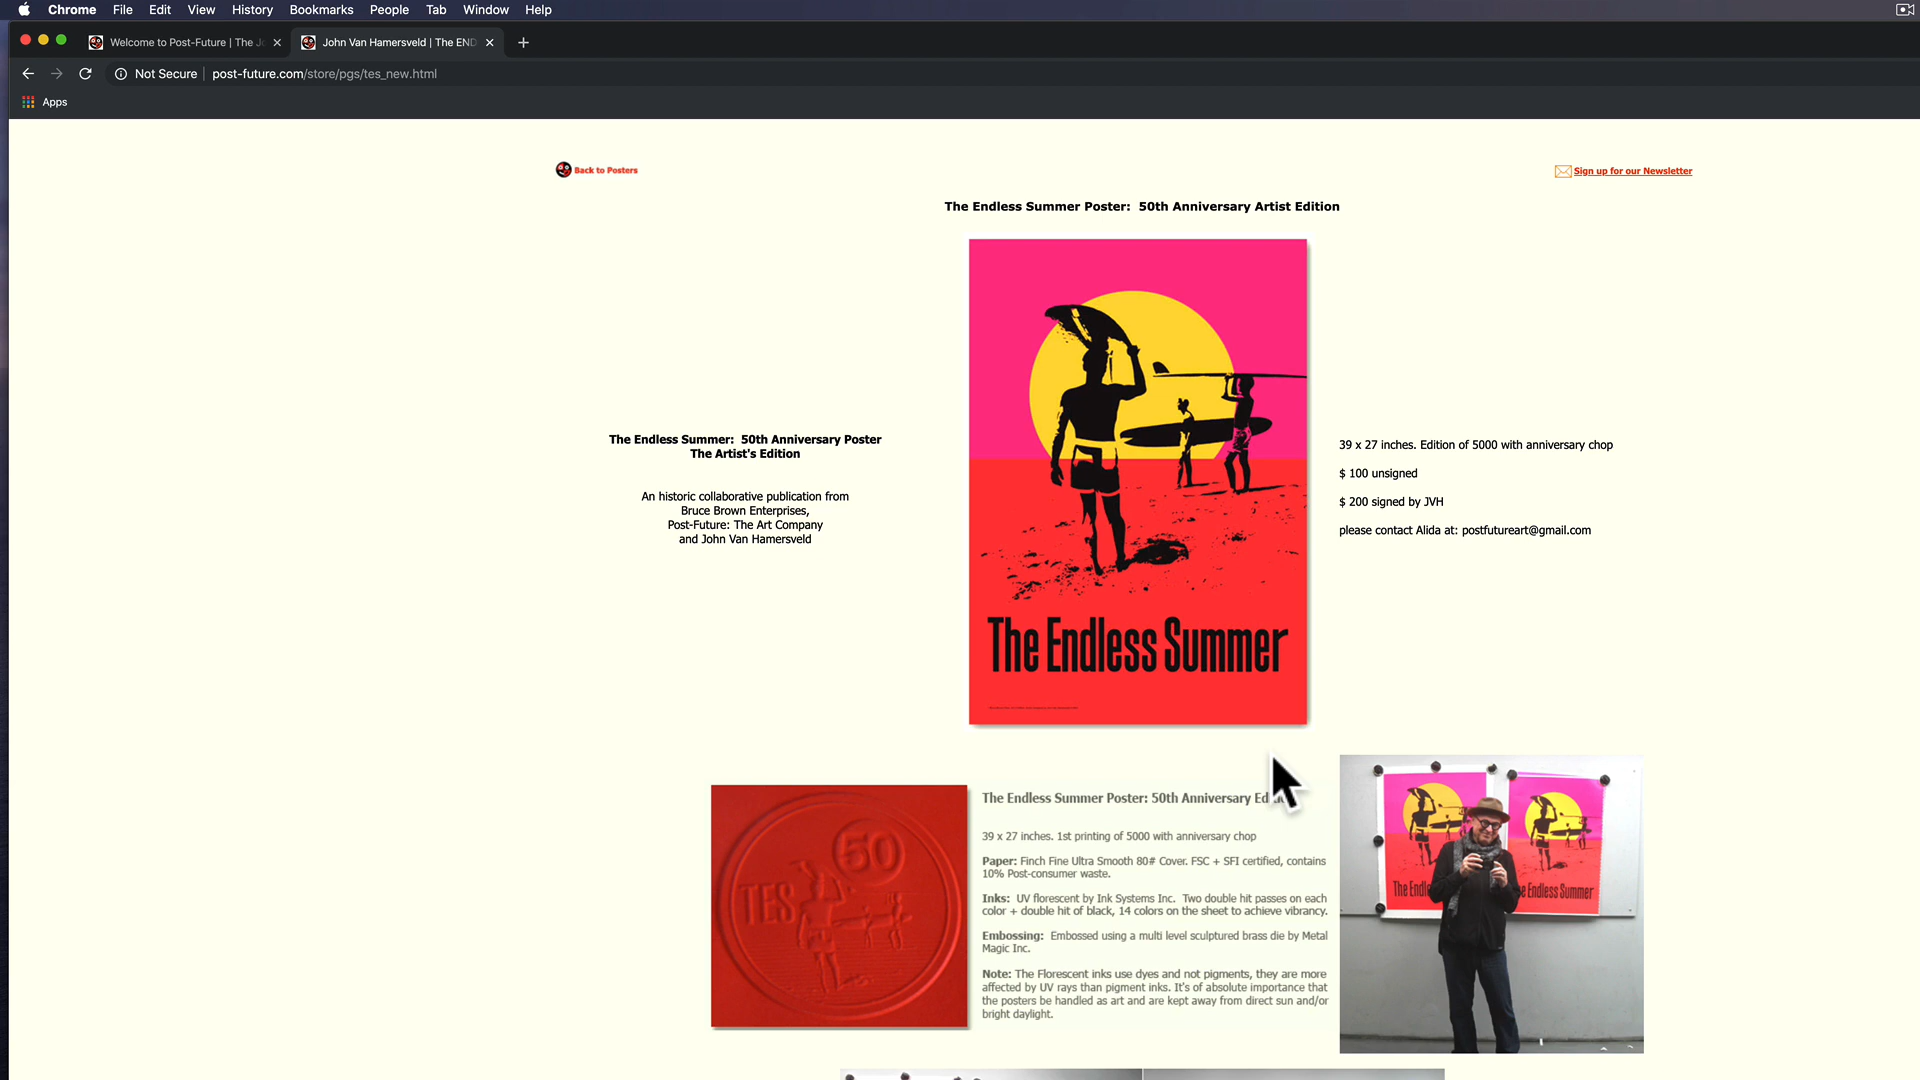 Chrome File Edit View History Bookmarks People Tab Window Help
Welcome to Post-Future | The J
John Van Hamersveld | The END
Not Secure | post-future.com/store/pgs/tes_new.html
Apps
Back to Posters
Sign up for our Newsletter
The Endless Summer Poster: 50th Anniversary Artist Edition
The Endless Summer: 50th Anniversary Poster
The Artist's Edition
An historic collaborative publication from
Bruce Brown Enterprises,
Post-Future: The Art Company
and John Van Hamersveld
The Endless Summer
39 x 27 inches. Edition of 5000 with anniversary chop
$ 100 unsigned
$ 200 signed by JVH
please contact Alida at: postfutureart@gmail.com
50
TES
The Endless Summer Poster: 50th Anniversary Ed
39 x 27 inches. 1st printing of 5000 with anniversary chop
Paper: Finch Fine Ultra Smooth 80# Cover. FSC + SFI certified, contains
10% Post-consumer waste.
Inks: UV florescent by Ink Systems Inc. Two double hit passes on each
color + double hit of black, 14 colors on the sheet to achieve vibrancy.
Embossing: Embossed using a multi level sculptured brass die by Metal
Magic Inc.
Note: The Florescent inks use dyes and not pigments, they are more
affected by UV rays than pigment inks. It's of absolute importance that
the posters be handled as art and are kept away from direct sun and/or
bright daylight.
The Endl
he Endless Summer